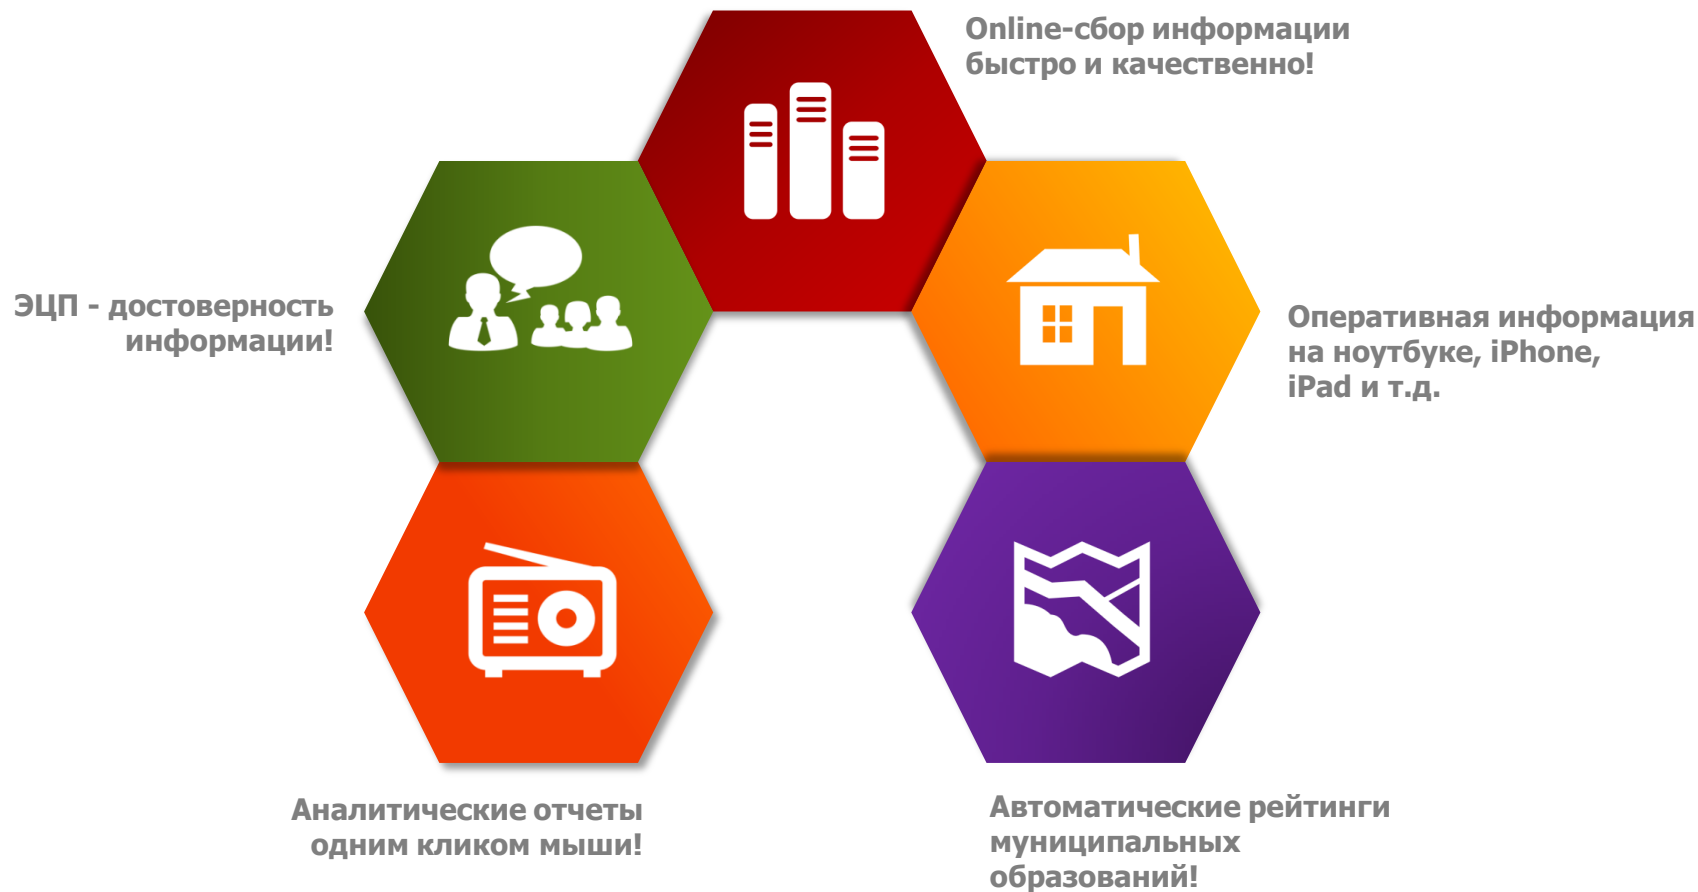 Online-сбор информации
быстро и качественно!
ЭЦП - достоверность
информации!
Оперативная информация
на ноутбуке, iPhone,
iPad и т.д.
Аналитические отчеты
одним кликом мыши!
Автоматические рейтинги
муниципальных
образований!